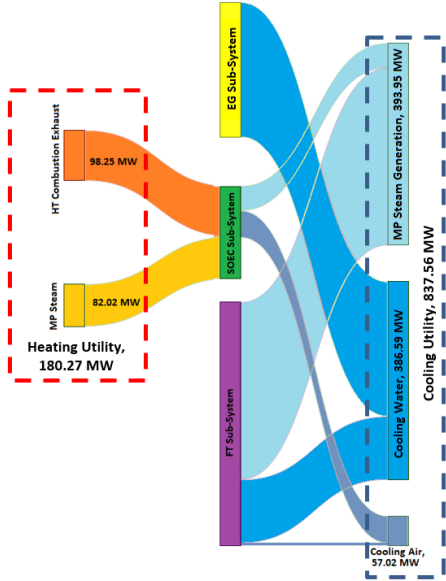 EG Sub-System
HT Combustion Exhaust
98.25 MW
SOEC Sub-System
MP Steam
82.02 MW
Heating Utility,
180.27 MW
FT Sub-System
MP Steam Generation, 393.95 MW
Cooling Water, 386.59 MW
Cooling Utility, 837.56 MW
Cooling Air,
57.02 MW